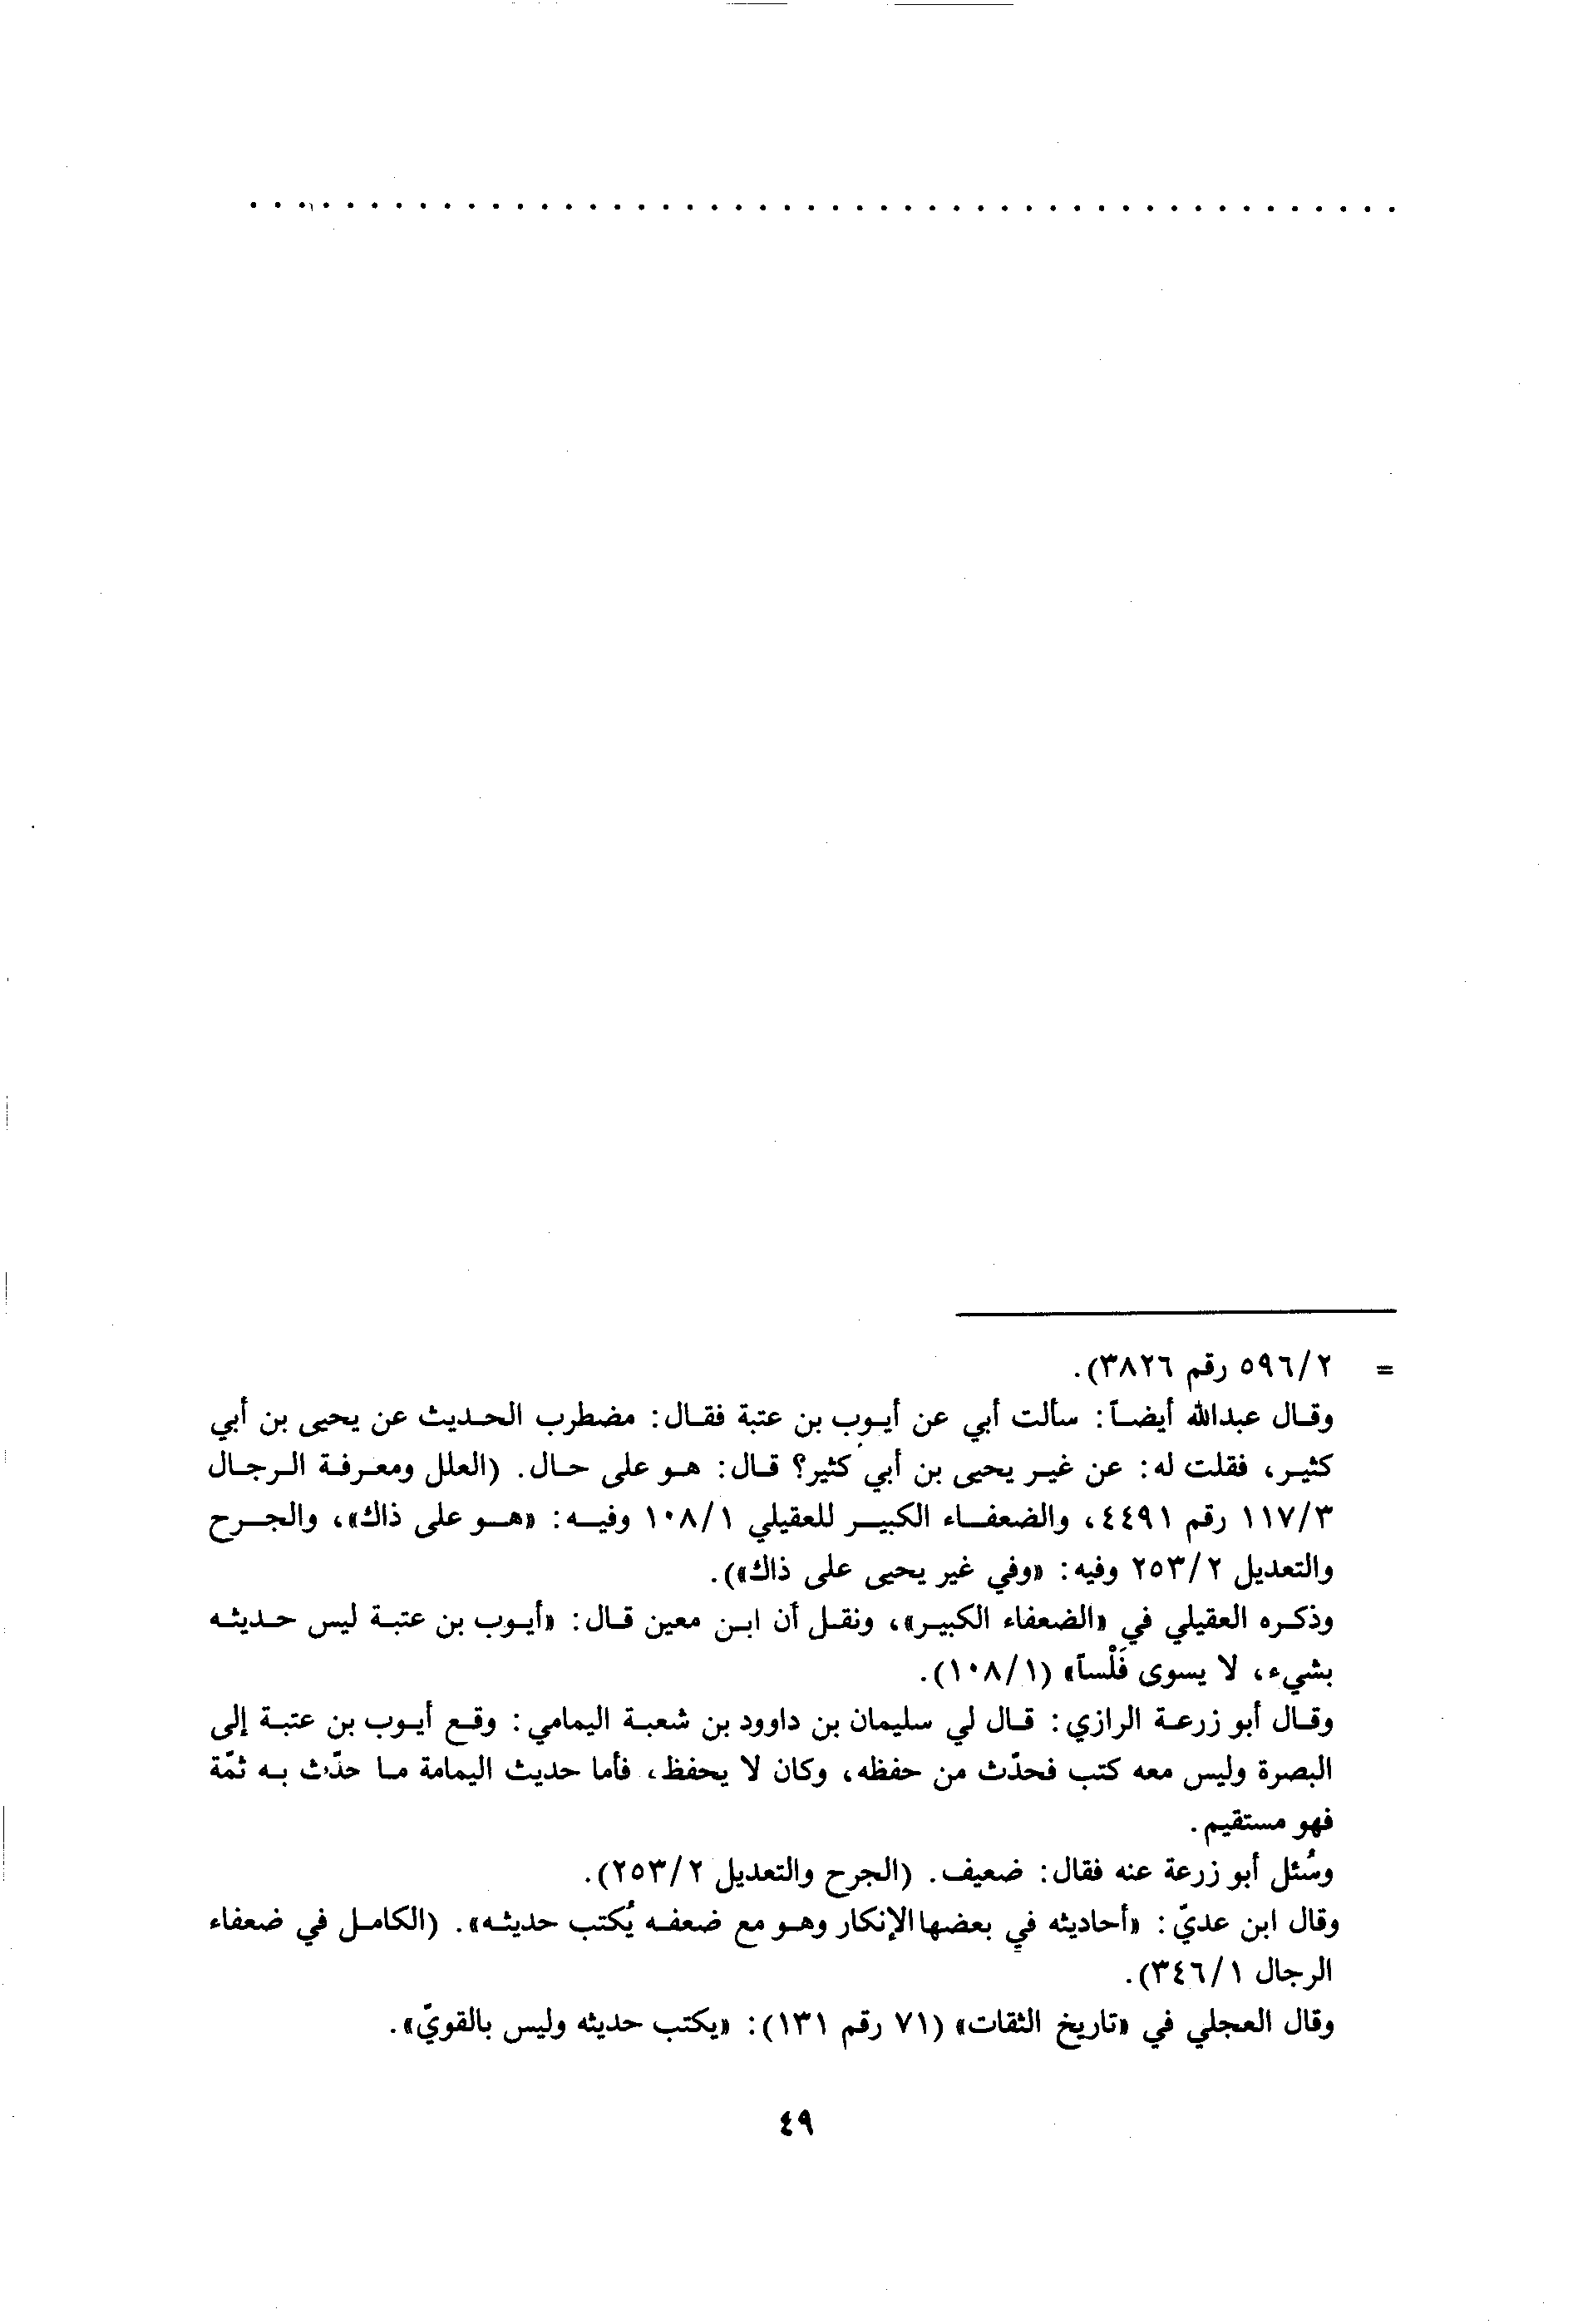 . . . . . . . . . . . . . . . . . . . . . . . . . . . . . . . . . . . . . . . . . . . . . . . .
= ٥٩٦/٢ رقم ٣٨٢٦).
وقال عبدالله أيضاً: سألت أبي عن أيوب بن عتبة فقال: مضطرب الحديث عن يحيى بن أبي
كثير، فقلت له: عن غير يحيى بن أبي كثير؟ قال: هو على حال. (العلل ومعرفة الرجال
١١٧/٣ رقم ٤٤٩١، والضعفاء الكبير للعقيلي ١٠٨/١ وفيه: «هو على ذاك»، والجرح
والتعديل ٢٥٣/٢ وفيه: «وفي غير يحيى على ذاك»).
وذكره العقيلي في «الضعفاء الكبير»، ونقل أن ابن معين قال: «أيوب بن عتبة ليس حديثه
بشيء، لا يسوى فَلْساً» (١٠٨/١).
وقال أبو زرعة الرازي: قال لي سليمان بن داوود بن شعبة اليمامي: وقع أيوب بن عتبة إلى
البصرة وليس معه كتب فحدّث من حفظه، وكان لا يحفظ، فأما حديث اليمامة ما حدّث به ثمّة
فهو مستقيم.
وسُئل أبو زرعة عنه فقال: ضعيف. (الجرح والتعديل ٢٥٣/٢).
وقال ابن عديّ: «أحاديثه في بعضها الإنكار وهو مع ضعفه يُكتب حديثه». (الكامل في ضعفاء
الرجال ٣٤٦/١).
وقال العجلي في «تاريخ الثقات» (٧١ رقم ١٣١): «يكتب حديثه وليس بالقويّ».
٤٩